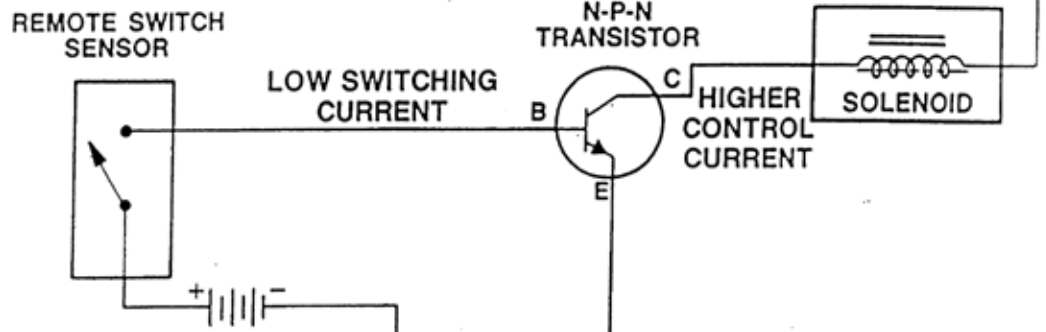 REMOTE SWITCH
SENSOR
N-P-N
TRANSISTOR
LOW SWITCHING
CURRENT
B
C
E
HIGHER
CONTROL
CURRENT
SOLENOID
+
-